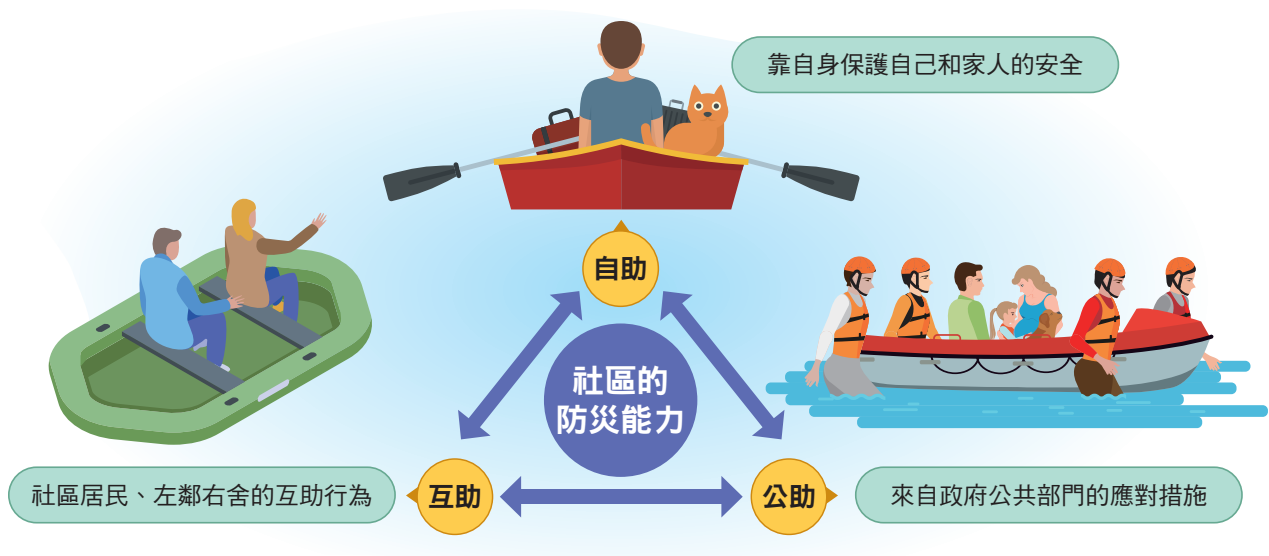 靠自身保護自己和家人的安全
自助
社區的
防災能力
互助
公助
社區居民、左鄰右舍的互助行為
來自政府公共部門的應對措施